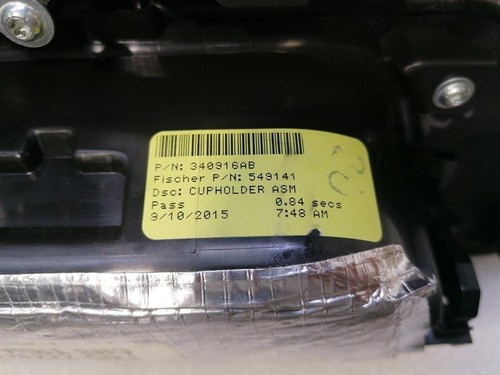 P/N: 340916AB
Fischer P/N: 549141
Dsc: CUPHOLDER ASM
Pass 0.84 secs
9/10/2015 7:48 AM